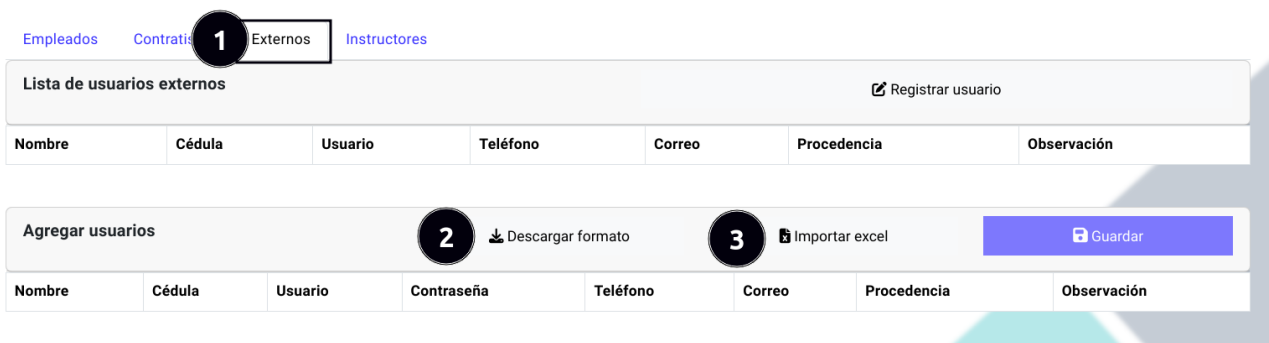 Empleados Contratis 1 Externos Instructores
Lista de usuarios externos Registrar usuario
Nombre Cédula Usuario Teléfono Correo Procedencia Observación
Agregar usuarios 2 Descargar formato 3 Importar excel Guardar
Nombre Cédula Usuario Contraseña Teléfono Correo Procedencia Observación